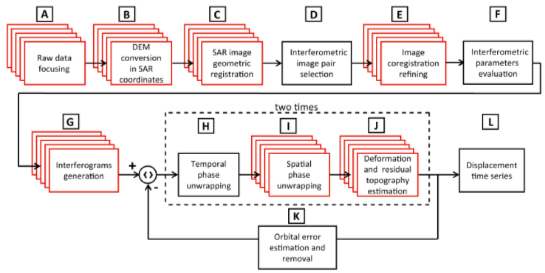 A
B
C
D
E
F
Raw data
focusing
DEM
conversion
in SAR
coordinates
SAR image
geometric
registration
Interferometric
image pair
selection
Image
coregistration
refining
Interferometric
parameters
evaluation
two times
G
H
I
J
L
Interferograms
generation
+
-
Temporal
phase
unwrapping
Spatial
phase
unwrapping
Deformation and
residual
topography
estimation
Displacement
time series
K
Orbital error
estimation and
removal